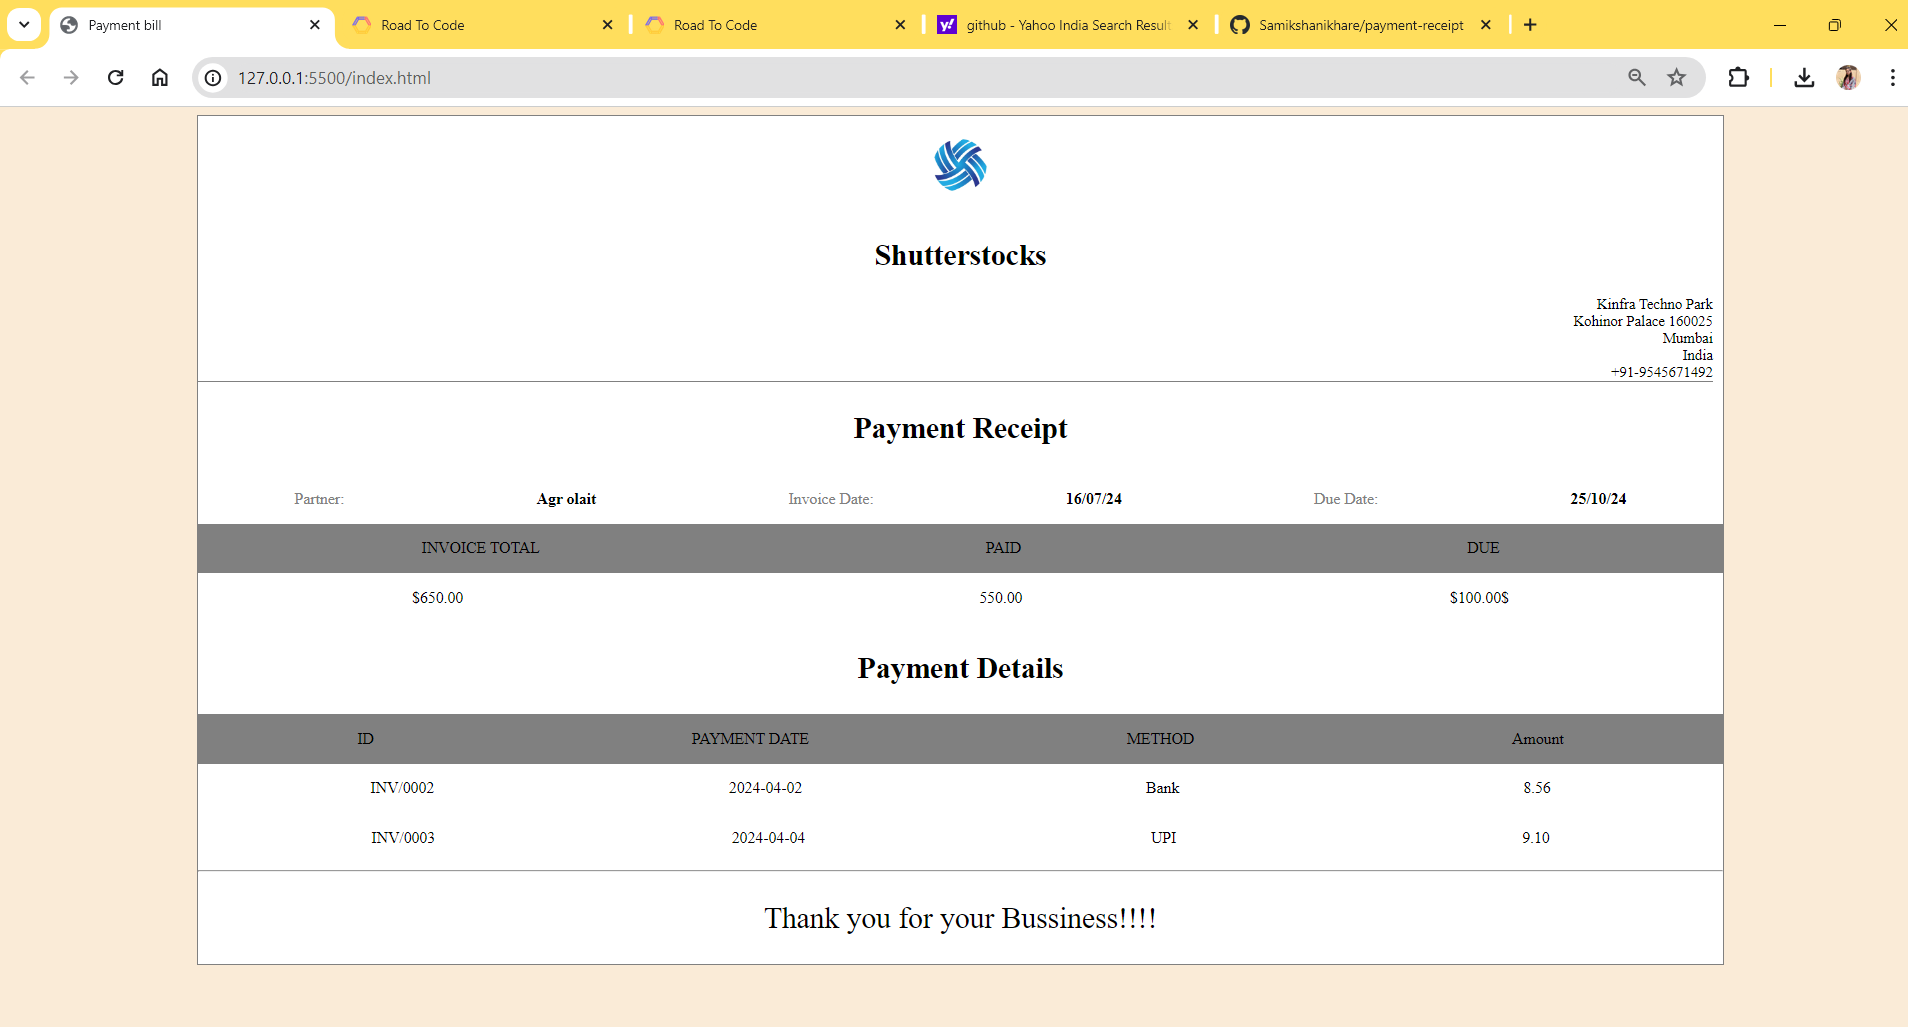 Payment bill
Road To Code
Road To Code
github - Yahoo India Search Result
Samikshanikhare/payment-receipt
127.0.0.1:5500/index.html
Shutterstocks
Kinfra Techno Park
Kohinor Palace 160025
Mumbai
India
+91-9545671492
Payment Receipt
Partner: Agr olait Invoice Date: 16/07/24 Due Date: 25/10/24
INVOICE TOTAL PAID DUE
$650.00 550.00 $100.00$
Payment Details
ID PAYMENT DATE METHOD Amount
INV/0002 2024-04-02 Bank 8.56
INV/0003 2024-04-04 UPI 9.10
Thank you for your Bussiness!!!!